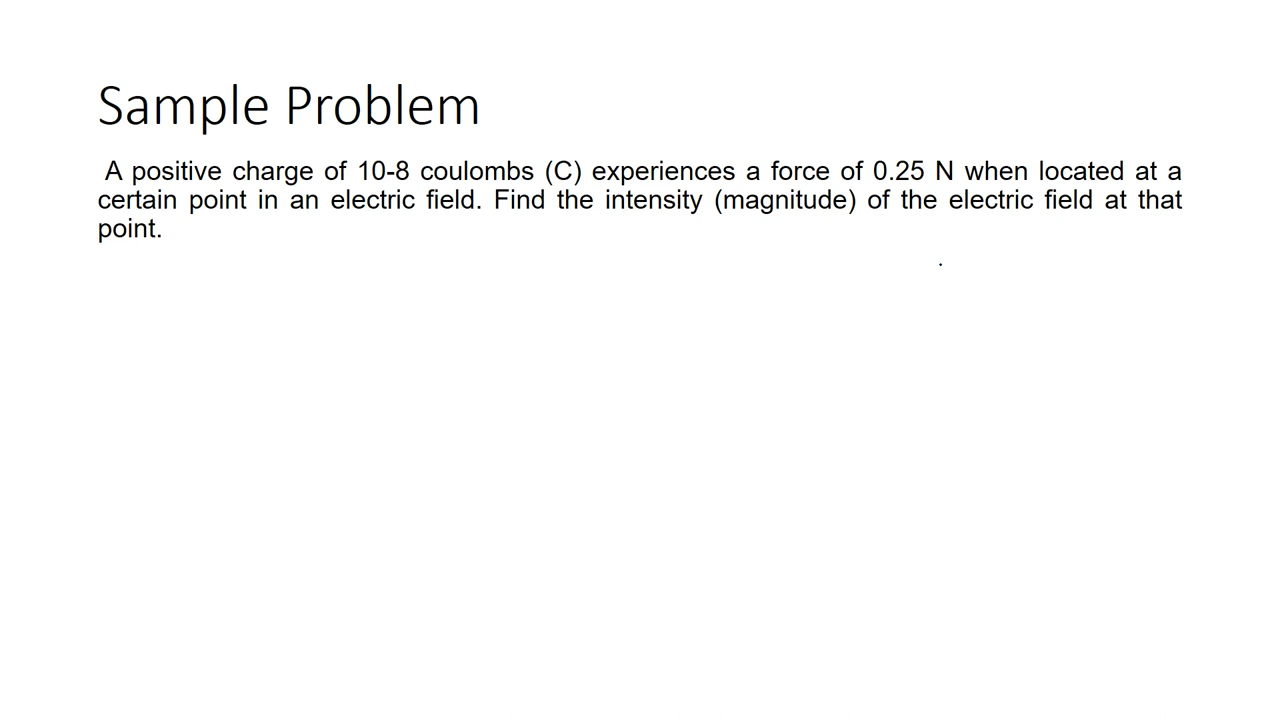 Sample Problem
A positive charge of 10-8 coulombs (C) experiences a force of 0.25 N when located at a
certain point in an electric field. Find the intensity (magnitude) of the electric field at that
point.